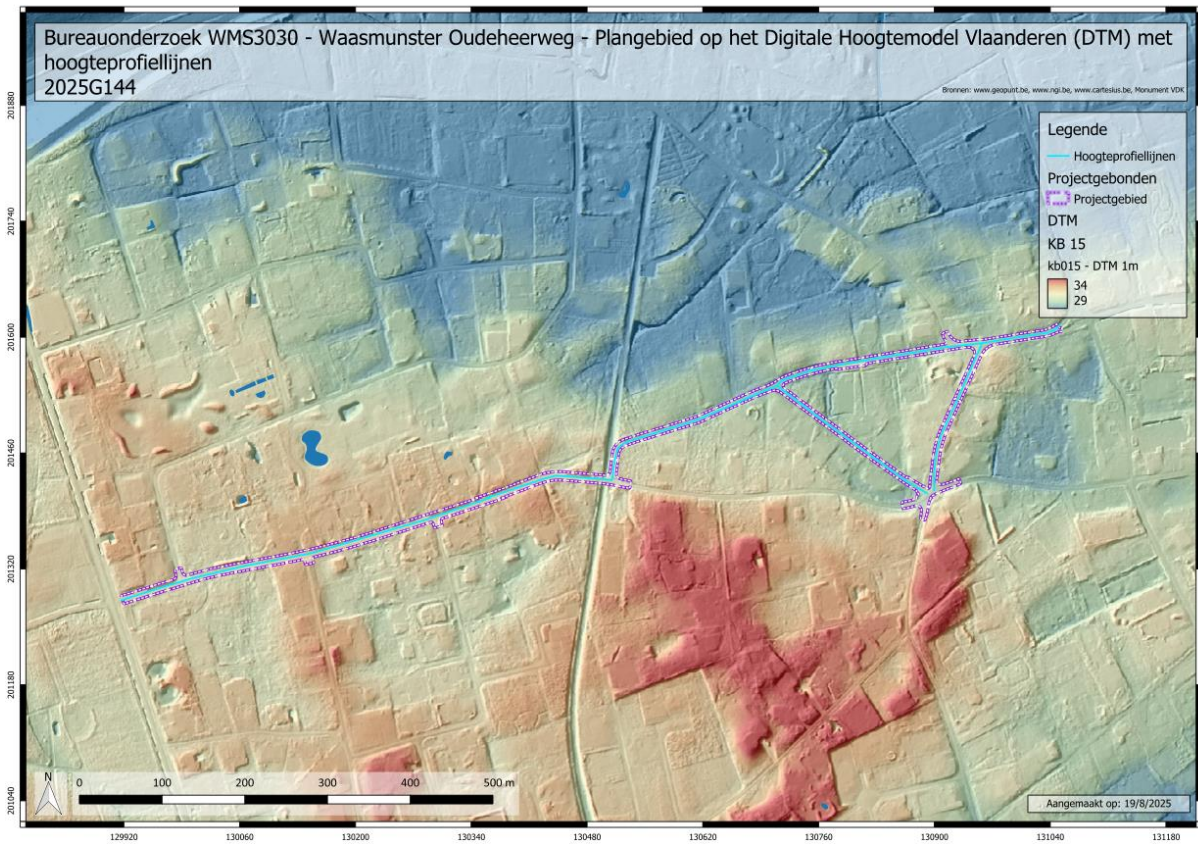 Bureauonderzoek WMS3030 - Waasmunster Oudeheerweg - Plangebied op het Digitale Hoogtemodel Vlaanderen (DTM) met
hoogteprofiellijnen
2025G144
Bronnen: www.geopunt.be, www.ngi.be, www.cartesius.be, Monument VDK
Legende
Hoogteprofiellijnen
Projectgebonden
Projectgebied
DTM
KB 15
kb015 - DTM 1m
34
29
201880
201740
201600
201460
201320
201180
201040
N
0 100 200 300 400 500 m
Aangemaakt op: 19/8/2025
129920 130060 130200 130340 130480 130620 130760 130900 131040 131180